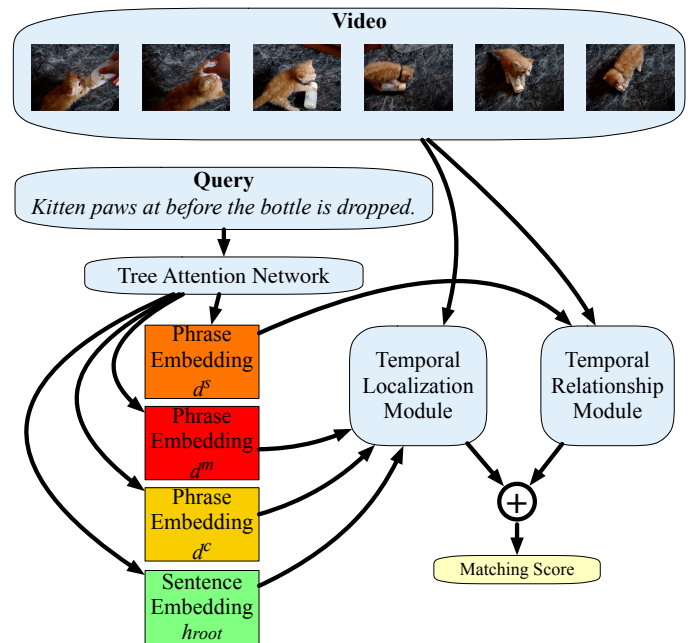 Video
Query
Kitten paws at before the bottle is dropped.
Tree Attention Network
Phrase
Embedding
d^s
Phrase
Embedding
d^m
Phrase
Embedding
d^c
Sentence
Embedding
h_root
Temporal
Localization
Module
Temporal
Relationship
Module
+
Matching Score